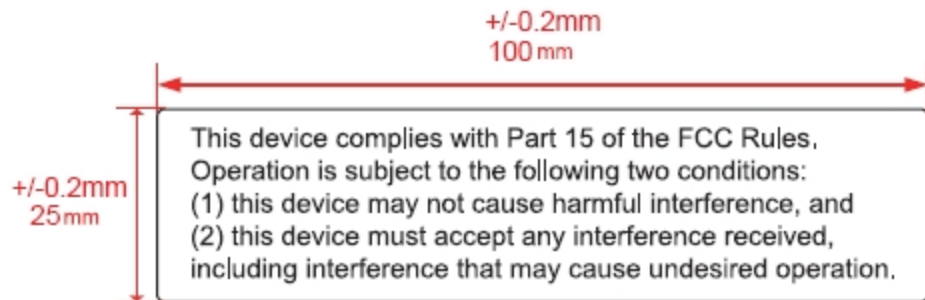 +/-0.2mm
100 mm
This device complies with Part 15 of the FCC Rules.
Operation is subject to the following two conditions:
+/-0.2mm
25mm
(1) this device may not cause harmful interference, and
(2) this device must accept any interference received,
including interference that may cause undesired operation.